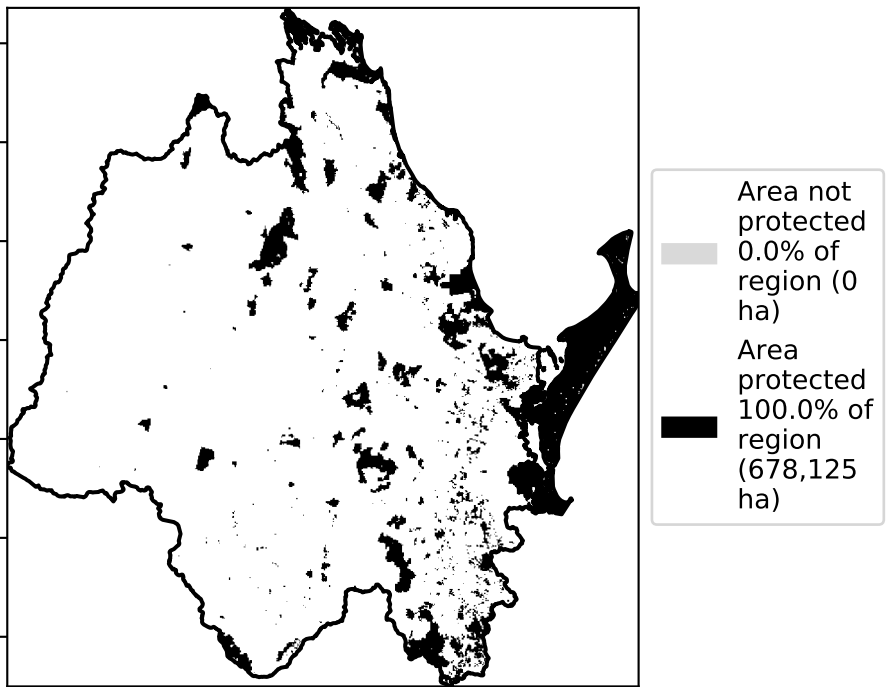 Area not
protected
0.0% of
region (0
ha)
Area
protected
100.0% of
region
(678,125
ha)